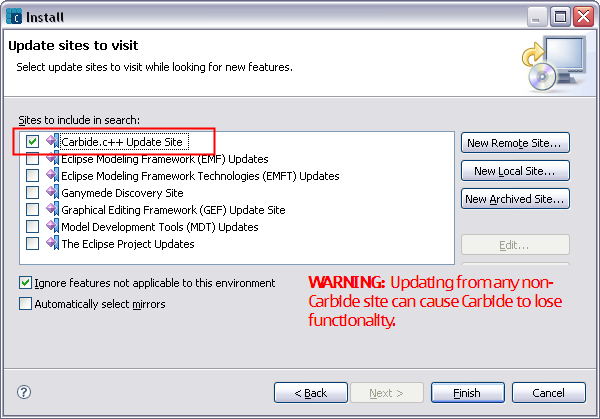 Install
Update sites to visit
Select update sites to visit while looking for new features.
Sites to include in search:
Carbide.c++ Update Site
Eclipse Modeling Framework (EMF) Updates
Eclipse Modeling Framework Technologies (EMFT) Updates
Ganymede Discovery Site
Graphical Editing Framework (GEF) Update Site
Model Development Tools (MDT) Updates
The Eclipse Project Updates
New Remote Site...
New Local Site...
New Archived Site...
Edit...
Ignore features not applicable to this environment
Automatically select mirrors
WARNING: Updating from any non-
Carbide site can cause Carbide to lose
functionality.
< Back
Next >
Finish
Cancel